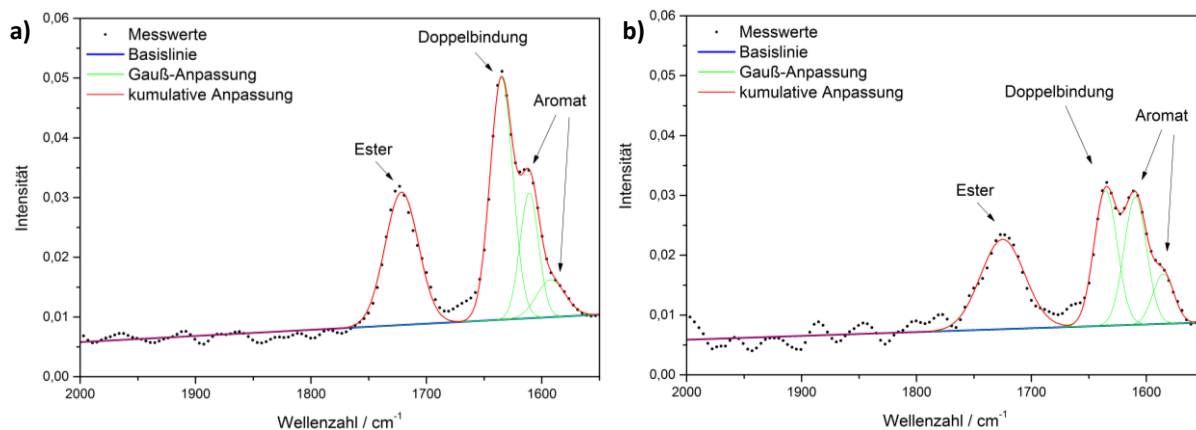 a)
0,06
0,05
0,04
0,03
0,02
0,01
0,00
Intensität
Messwerte
Basislinie
Gauß-Anpassung
kumulative Anpassung
Doppelbindung
Aromat
Ester
2000 1900 1800 1700 1600
Wellenzahl / cm⁻¹
b)
0,06
0,05
0,04
0,03
0,02
0,01
0,00
Intensität
Messwerte
Basislinie
Gauß-Anpassung
kumulative Anpassung
Doppelbindung
Aromat
Ester
2000 1900 1800 1700 1600
Wellenzahl / cm⁻¹